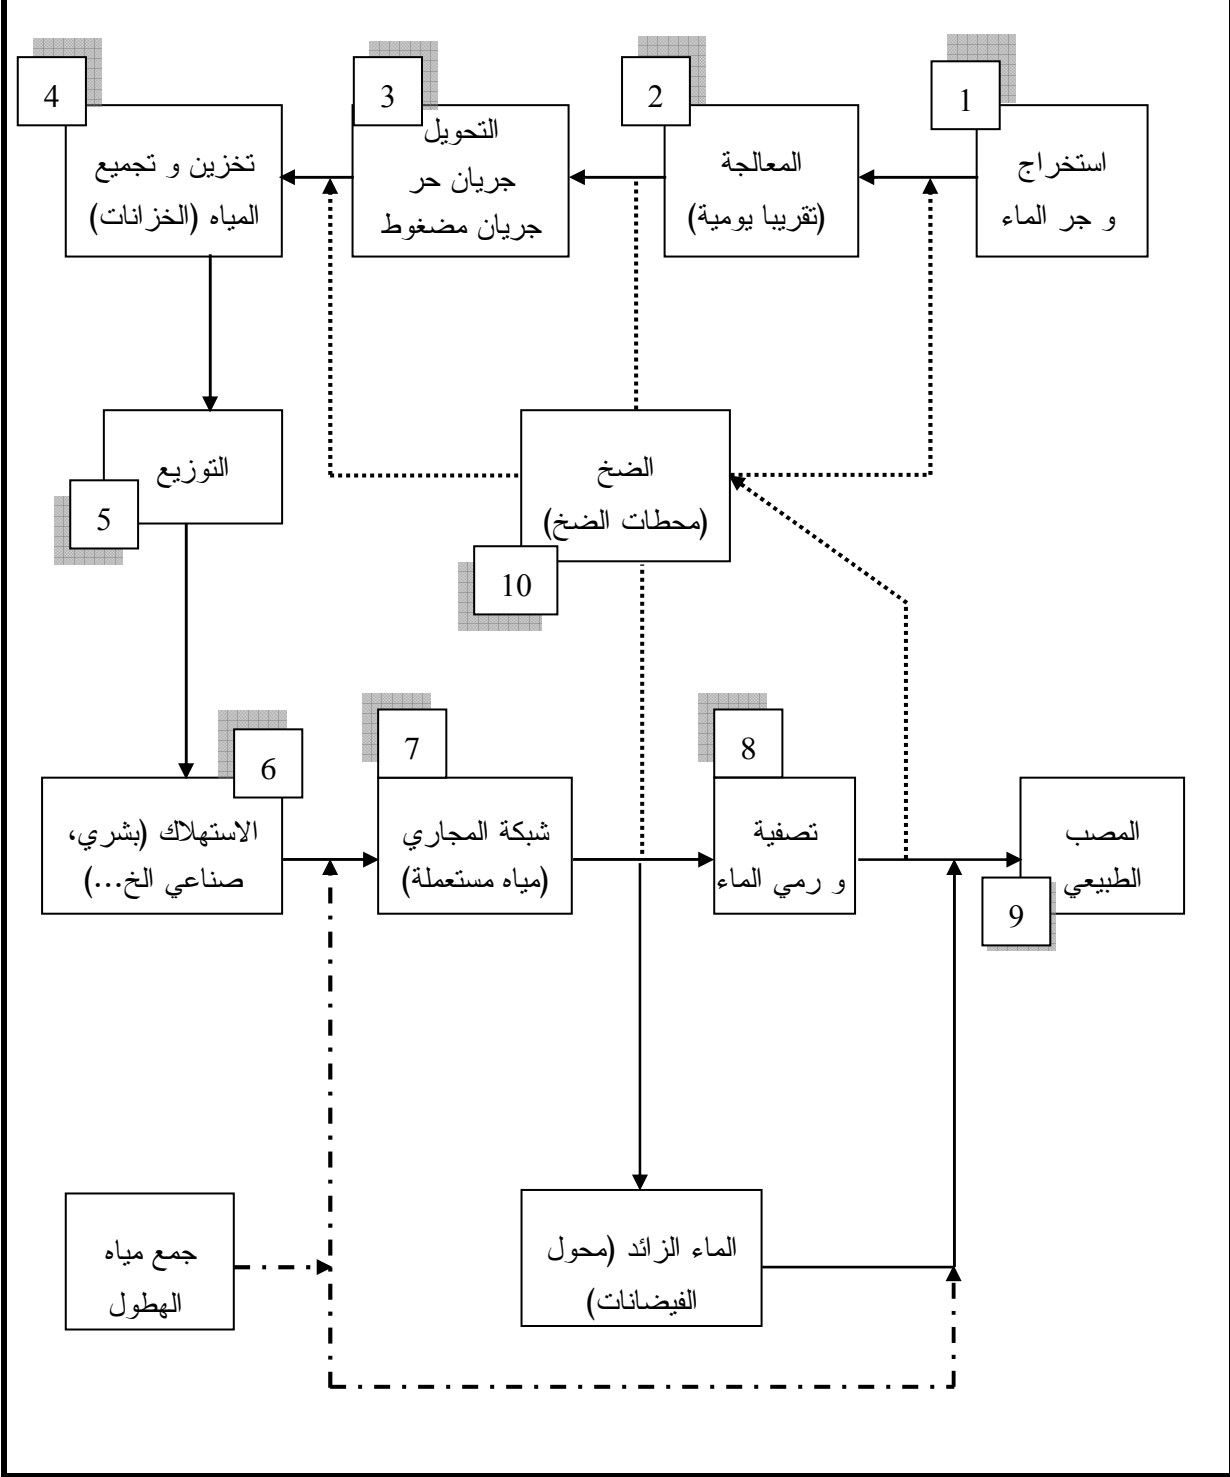 1
استخراج
و جر الماء
2
المعالجة
(تقريبا يومية)
3
التحويل
جريان حر
جريان مضغوط
4
تخزين و تجميع
المياه (الخزانات)
5
التوزيع
10
الضخ
(محطات الضخ)
6
الاستهلاك (بشري،
صناعي الخ...)
7
شبكة المجاري
(مياه مستعملة)
8
تصفية
و رمي الماء
9
المصب
الطبيعي
جمع مياه
الهطول
الماء الزائد (محول
الفيضانات)